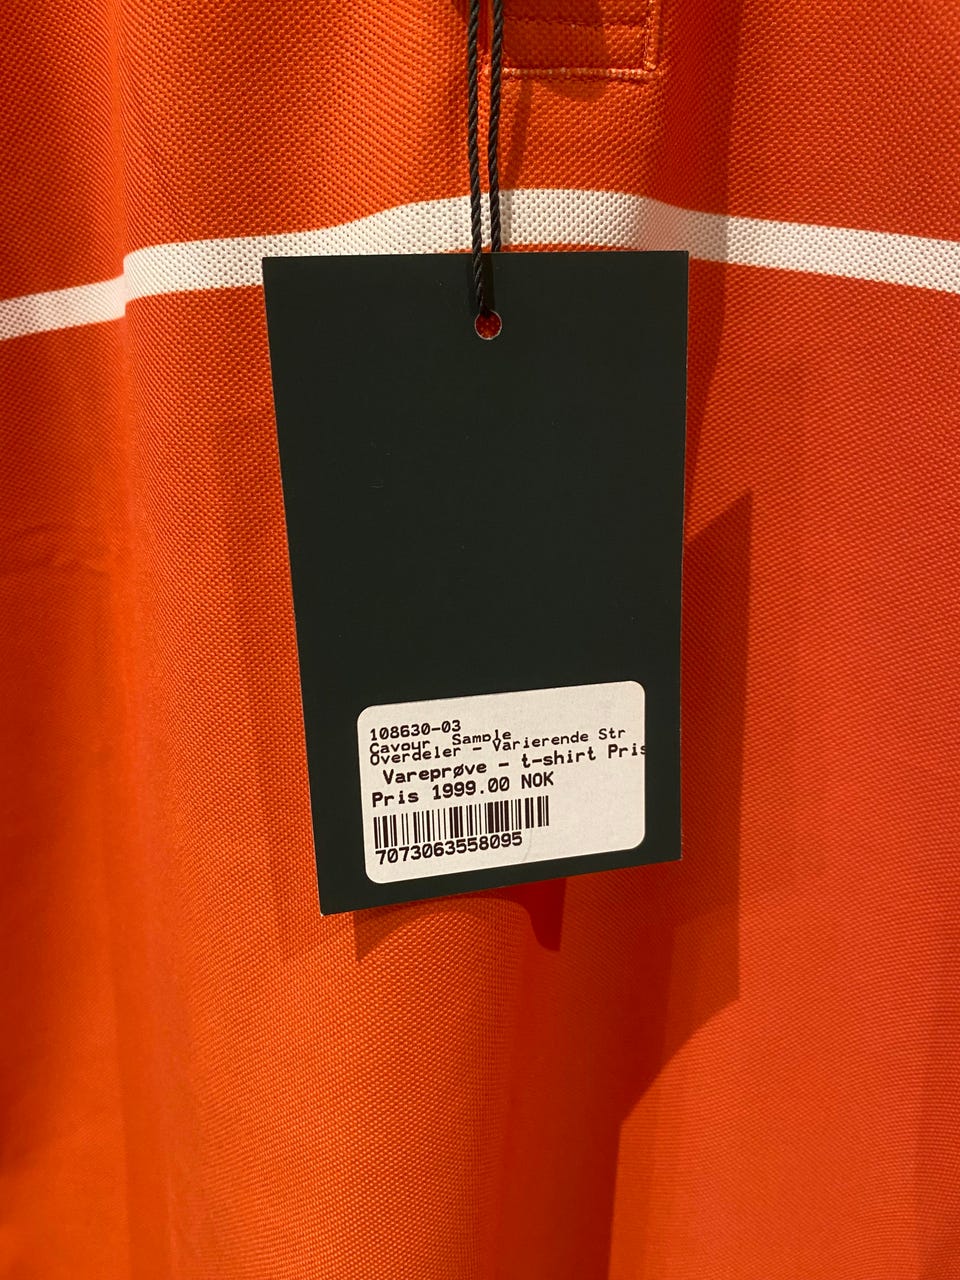 108630-03
Cavour Sample
Overdeler - Varierende Str
Vareprøve - t-shirt Pris
Pris 1999.00 NOK
7073063558095